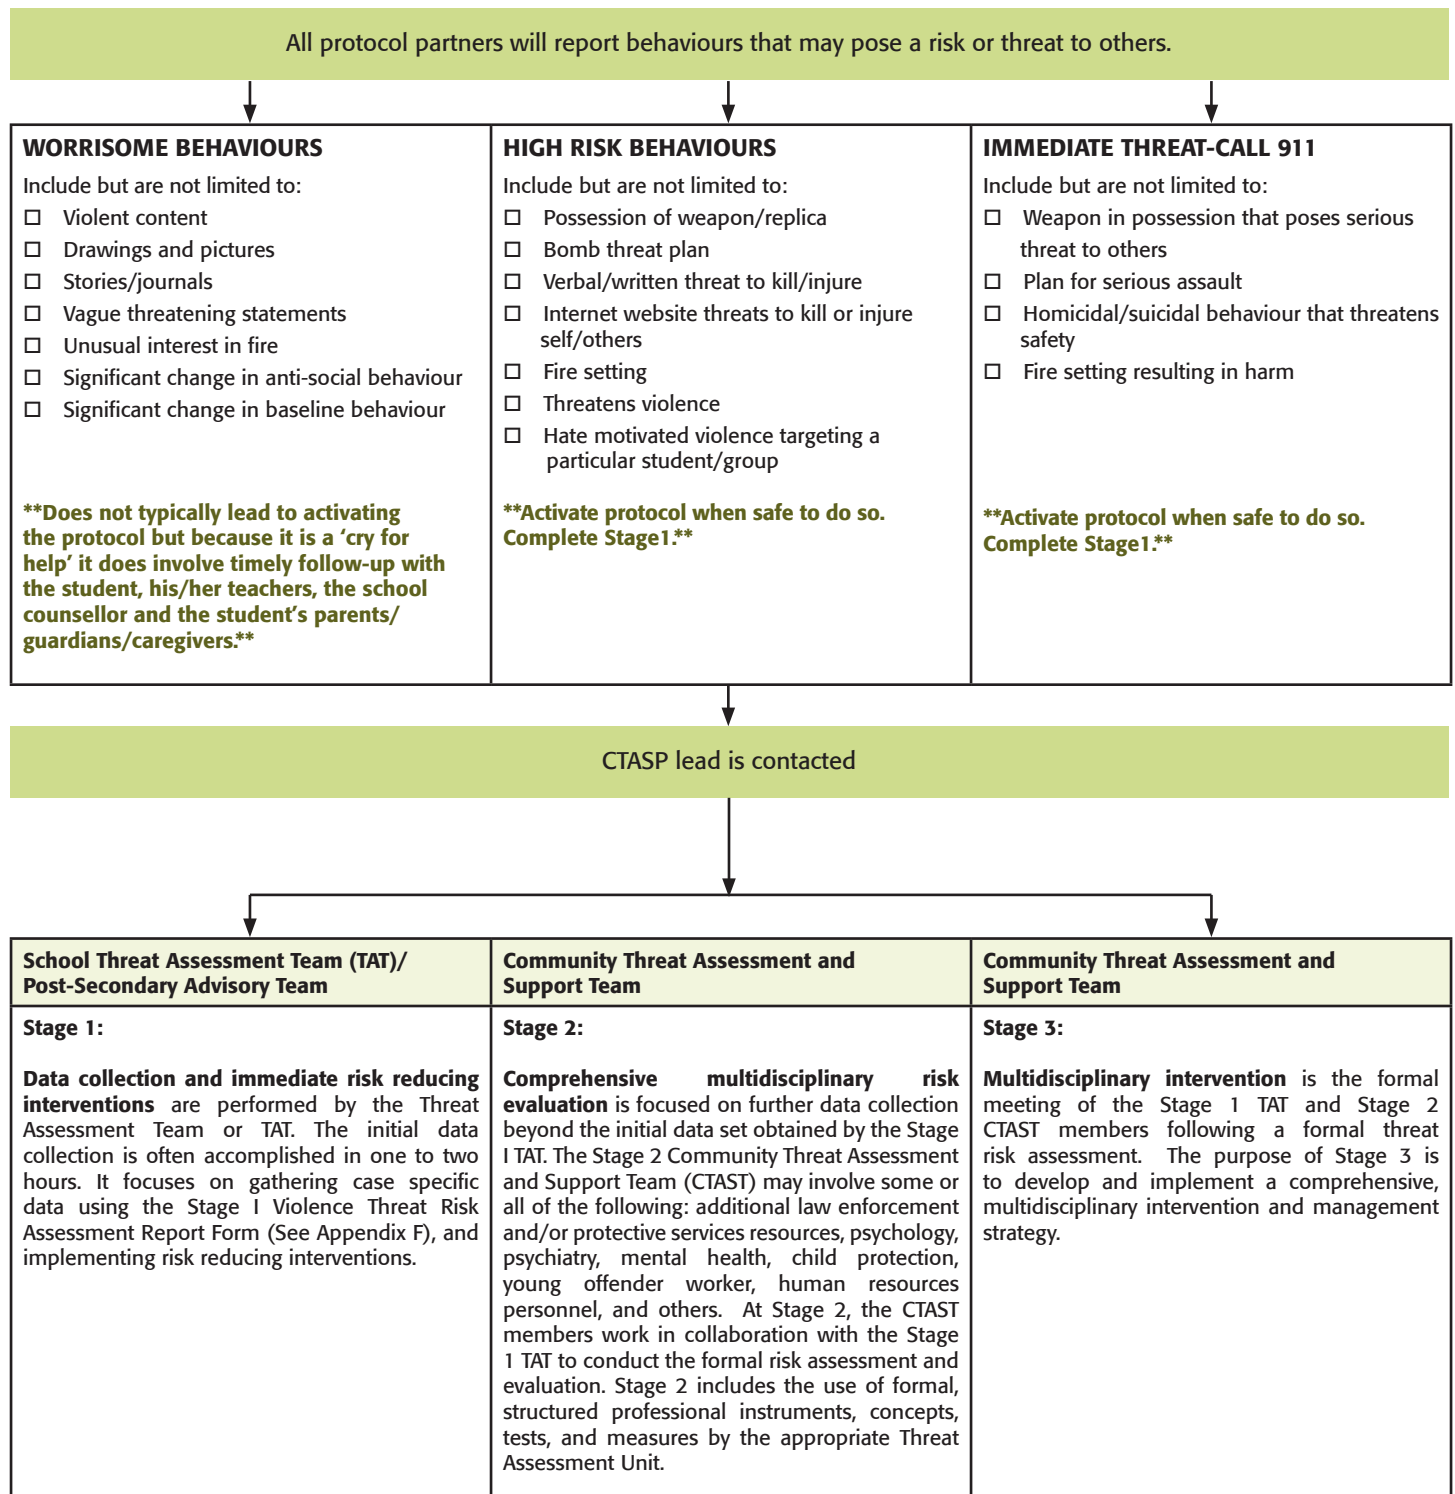 All protocol partners will report behaviours that may pose a risk or threat to others.
WORRISOME BEHAVIOURS
Include but are not limited to:
☐ Violent content
☐ Drawings and pictures
☐ Stories/journals
☐ Vague threatening statements
☐ Unusual interest in fire
☐ Significant change in anti-social behaviour
☐ Significant change in baseline behaviour
**Does not typically lead to activating
the protocol but because it is a ‘cry for
help’ it does involve timely follow-up with
the student, his/her teachers, the school
counsellor and the student’s parents/
guardians/caregivers.**
HIGH RISK BEHAVIOURS
Include but are not limited to:
☐ Possession of weapon/replica
☐ Bomb threat plan
☐ Verbal/written threat to kill/injure
☐ Internet website threats to kill or injure
self/others
☐ Fire setting
☐ Threatens violence
☐ Hate motivated violence targeting a
particular student/group
**Activate protocol when safe to do so.
Complete Stage1.**
IMMEDIATE THREAT-CALL 911
Include but are not limited to:
☐ Weapon in possession that poses serious
threat to others
☐ Plan for serious assault
☐ Homicidal/suicidal behaviour that threatens
safety
☐ Fire setting resulting in harm
**Activate protocol when safe to do so.
Complete Stage1.**
CTASP lead is contacted
School Threat Assessment Team (TAT)/
Post-Secondary Advisory Team
Stage 1:
Data collection and immediate risk reducing
interventions are performed by the Threat
Assessment Team or TAT. The initial data
collection is often accomplished in one to two
hours. It focuses on gathering case specific
data using the Stage I Violence Threat Risk
Assessment Report Form (See Appendix F), and
implementing risk reducing interventions.
Community Threat Assessment and
Support Team
Stage 2:
Comprehensive multidisciplinary risk
evaluation is focused on further data collection
beyond the initial data set obtained by the Stage
I TAT. The Stage 2 Community Threat Assessment
and Support Team (CTAST) may involve some or
all of the following: additional law enforcement
and/or protective services resources, psychology,
psychiatry, mental health, child protection,
young offender worker, human resources
personnel, and others. At Stage 2, the CTAST
members work in collaboration with the Stage
1 TAT to conduct the formal risk assessment and
evaluation. Stage 2 includes the use of formal,
structured professional instruments, concepts,
tests, and measures by the appropriate Threat
Assessment Unit.
Community Threat Assessment and
Support Team
Stage 3:
Multidisciplinary intervention is the formal
meeting of the Stage 1 TAT and Stage 2
CTAST members following a formal threat
risk assessment. The purpose of Stage 3 is
to develop and implement a comprehensive,
multidisciplinary intervention and management
strategy.